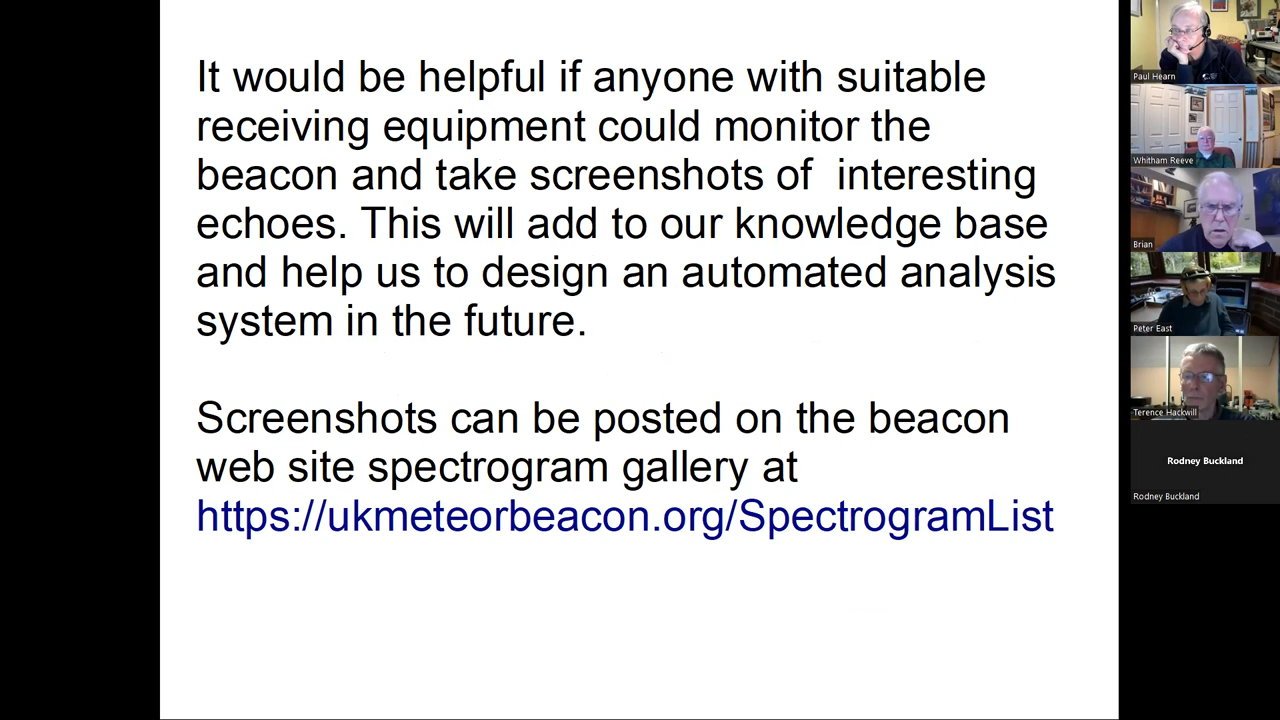 It would be helpful if anyone with suitable
receiving equipment could monitor the
beacon and take screenshots of  interesting
echoes. This will add to our knowledge base
and help us to design an automated analysis
system in the future.
Screenshots can be posted on the beacon
web site spectrogram gallery at
https://ukmeteorbeacon.org/SpectrogramList
Paul Hearn
Whitham Reeve
Brian
Peter East
Terence Hackwill
Rodney Buckland
Rodney Buckland